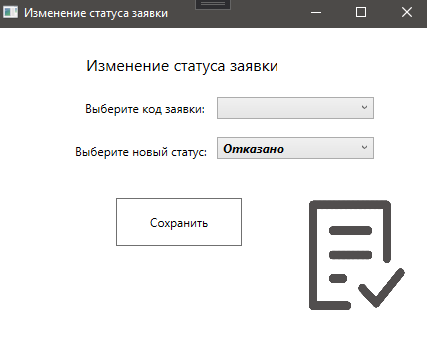 Изменение статуса заявки
Изменение статуса заявки
Выберите код заявки:
Выберите новый статус: Отказано
Сохранить